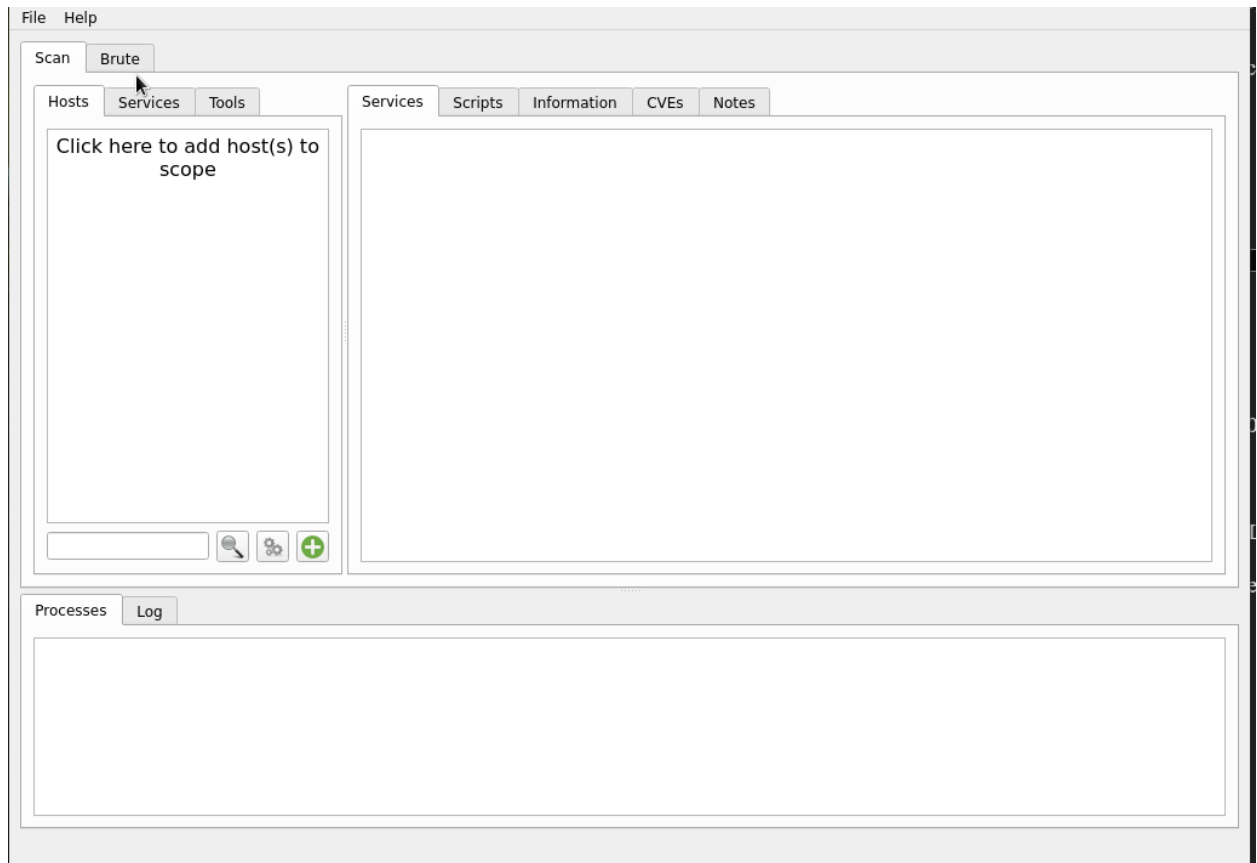 File Help
Scan Brute
Hosts Services Tools
Services Scripts Information CVEs Notes
Click here to add host(s) to
scope
Processes Log